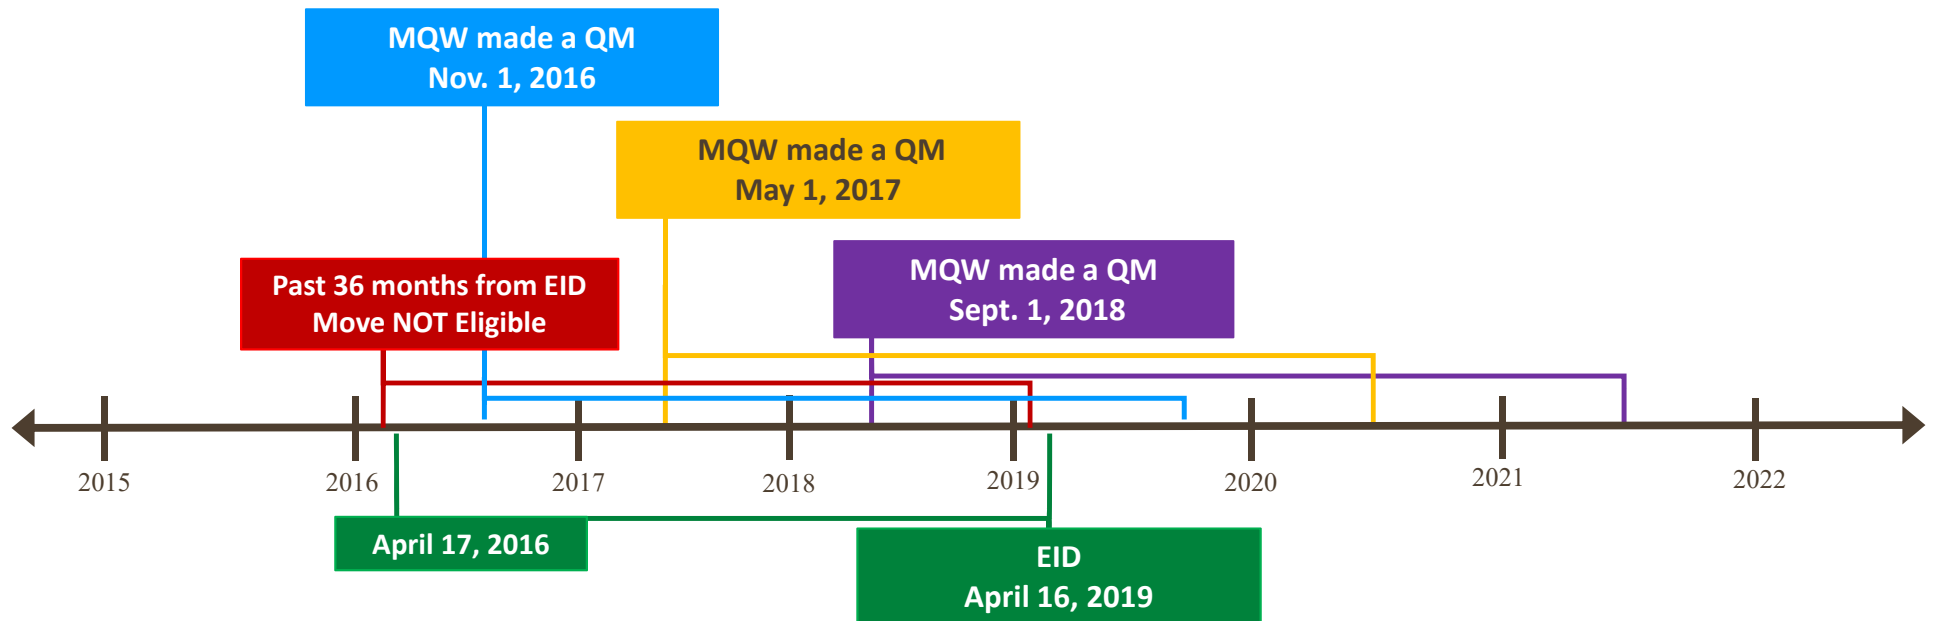 MQW made a QM
Nov. 1, 2016
MQW made a QM
May 1, 2017
MQW made a QM
Sept. 1, 2018
Past 36 months from EID
Move NOT Eligible
2015
2016
2017
2018
2019
2020
2021
2022
April 17, 2016
EID
April 16, 2019